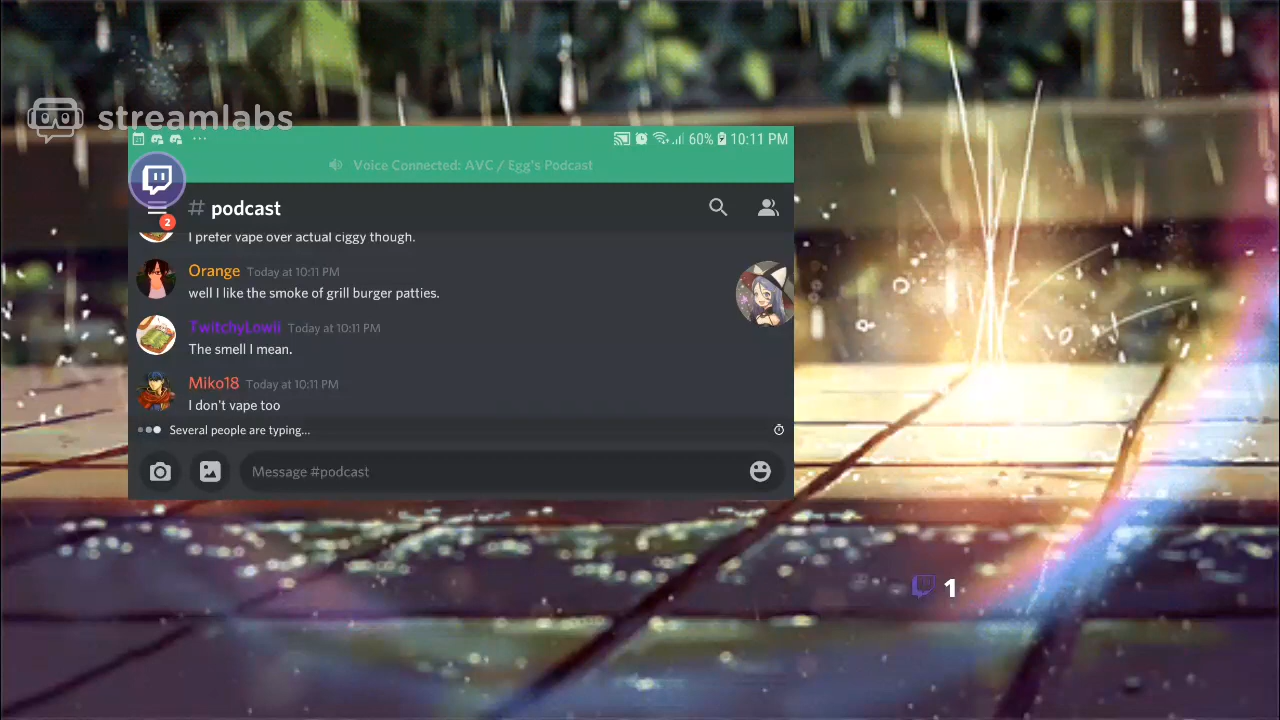 streamlabs
60% 10:11 PM
Voice Connected: AVC / Egg's Podcast
2
# podcast
I prefer vape over actual ciggy though.
Orange Today at 10:11 PM
well I like the smoke of grill burger patties.
TwitchyLowii Today at 10:11 PM
The smell I mean.
Miko18 Today at 10:11 PM
I don't vape too
Several people are typing...
Message #podcast
1